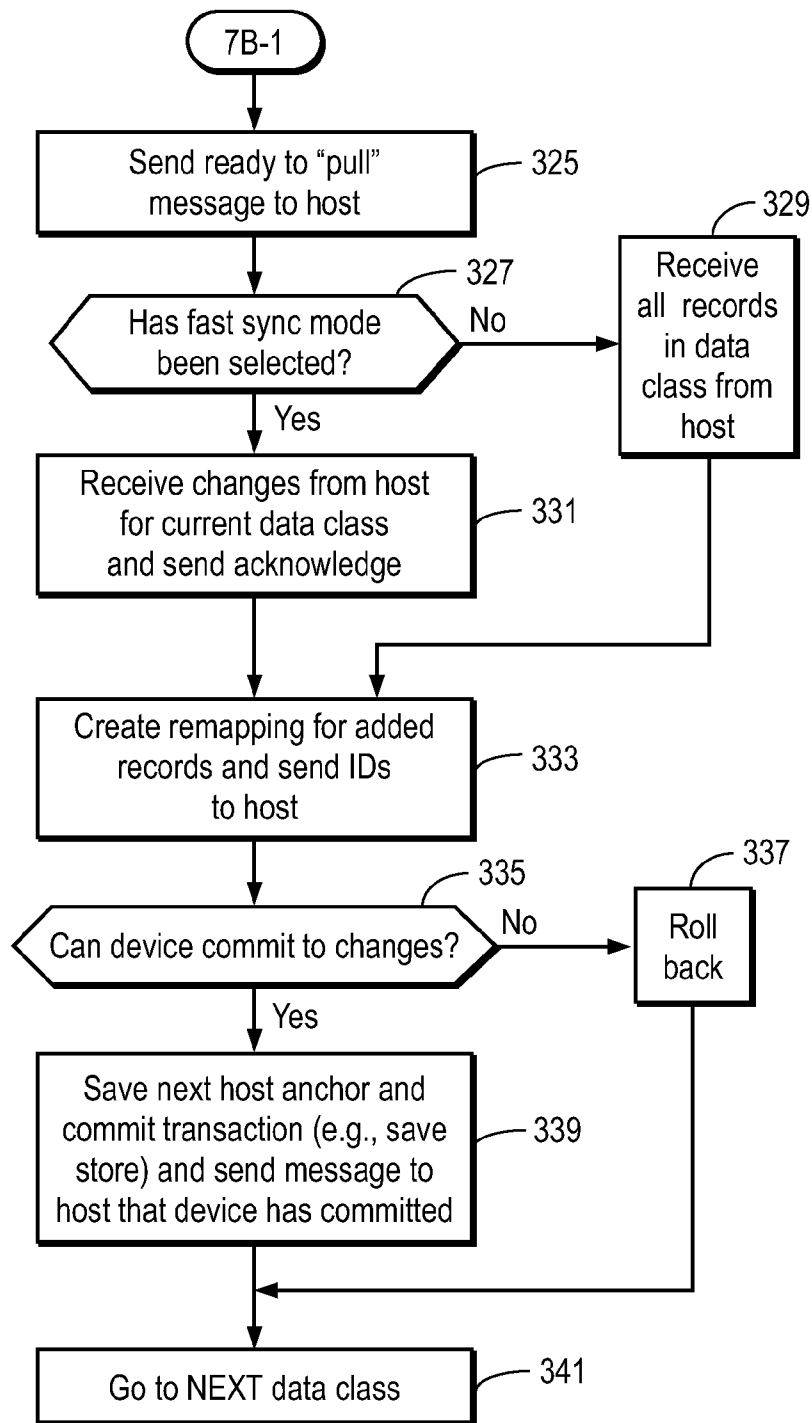 7B-1
Send ready to “pull”
message to host
325
329
Receive
all records
in data
class from
host
327
Has fast sync mode
been selected?
No
Yes
Receive changes from host
for current data class
and send acknowledge
331
Create remapping for added
records and send IDs
to host
333
335
Can device commit to changes?
No
337
Roll
back
Yes
Save next host anchor and
commit transaction (e.g., save
store) and send message to
host that device has committed
339
Go to NEXT data class
341